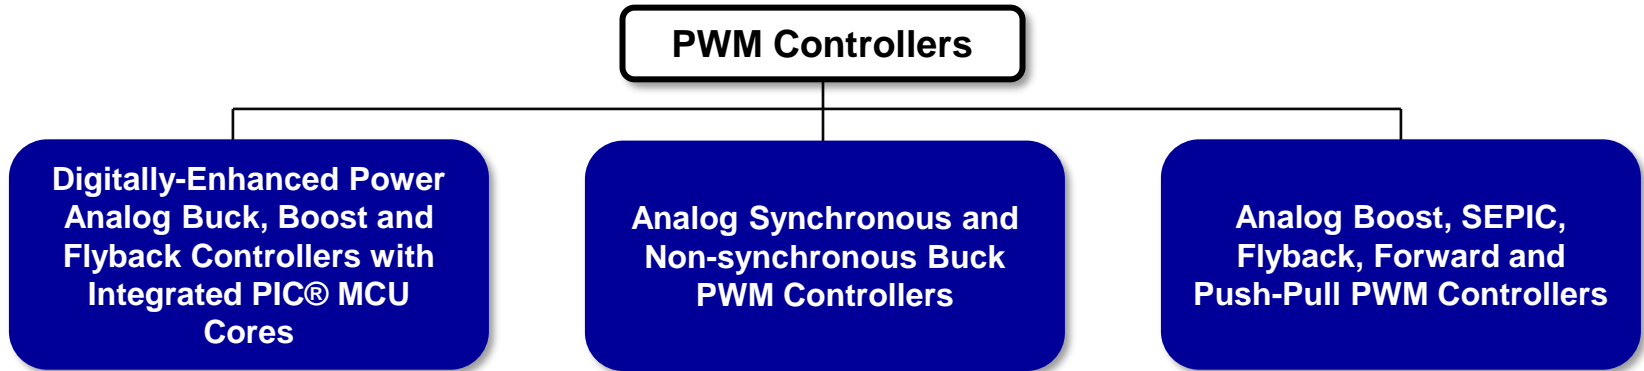 PWM Controllers
Digitally-Enhanced Power
Analog Buck, Boost and
Flyback Controllers with
Integrated PIC® MCU
Cores
Analog Synchronous and
Non-synchronous Buck
PWM Controllers
Analog Boost, SEPIC,
Flyback, Forward and
Push-Pull PWM Controllers